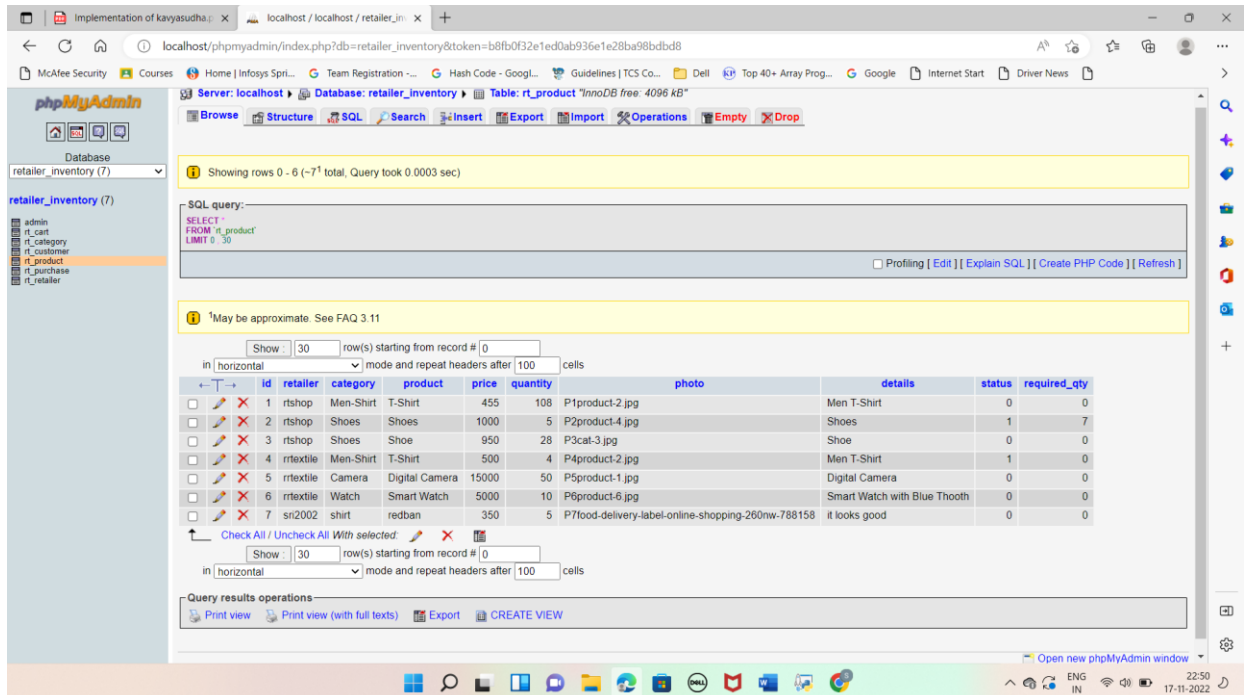 Implementation of kavyasudha.p
localhost / localhost / retailer_in
localhost/phpmyadmin/index.php?db=retailer_inventory&token=b8fb0f32e1ed0ab936e1e28ba98bdbd8
McAfee Security Courses Home | Infosys Spri... Team Registration -... Hash Code - Googl... Guidelines | TCS Co... Dell Top 40+ Array Prog... Google Internet Start Driver News
phpMyAdmin
Database
retailer_inventory (7)
retailer_inventory (7)
admin
rt_cart
rt_category
rt_customer
rt_product
rt_purchase
rt_retailer
Server: localhost Database: retailer_inventory Table: rt_product "InnoDB free: 4096 kB"
Browse Structure SQL Search Insert Export Import Operations Empty Drop
Showing rows 0 - 6 (~7¹ total, Query took 0.0003 sec)
SQL query:
SELECT *
FROM `rt_product`
LIMIT 0 , 30
Profiling [ Edit ] [ Explain SQL ] [ Create PHP Code ] [ Refresh ]
¹May be approximate. See FAQ 3.11
Show : 30 row(s) starting from record # 0
in horizontal mode and repeat headers after 100 cells
←T→ id retailer category product price quantity photo details status required_qty
1 rtshop Men-Shirt T-Shirt 455 108 P1product-2.jpg Men T-Shirt 0 0
2 rtshop Shoes Shoes 1000 5 P2product-4.jpg Shoes 1 7
3 rtshop Shoes Shoe 950 28 P3cat-3.jpg Shoe 0 0
4 rrtextile Men-Shirt T-Shirt 500 4 P4product-2.jpg Men T-Shirt 1 0
5 rrtextile Camera Digital Camera 15000 50 P5product-1.jpg Digital Camera 0 0
6 rrtextile Watch Smart Watch 5000 10 P6product-6.jpg Smart Watch with Blue Thooth 0 0
7 sri2002 shirt redban 350 5 P7food-delivery-label-online-shopping-260nw-788158 it looks good 0 0
Check All / Uncheck All With selected:
Show : 30 row(s) starting from record # 0
in horizontal mode and repeat headers after 100 cells
Query results operations
Print view Print view (with full texts) Export CREATE VIEW
Open new phpMyAdmin window
ENG
IN
22:50
17-11-2022